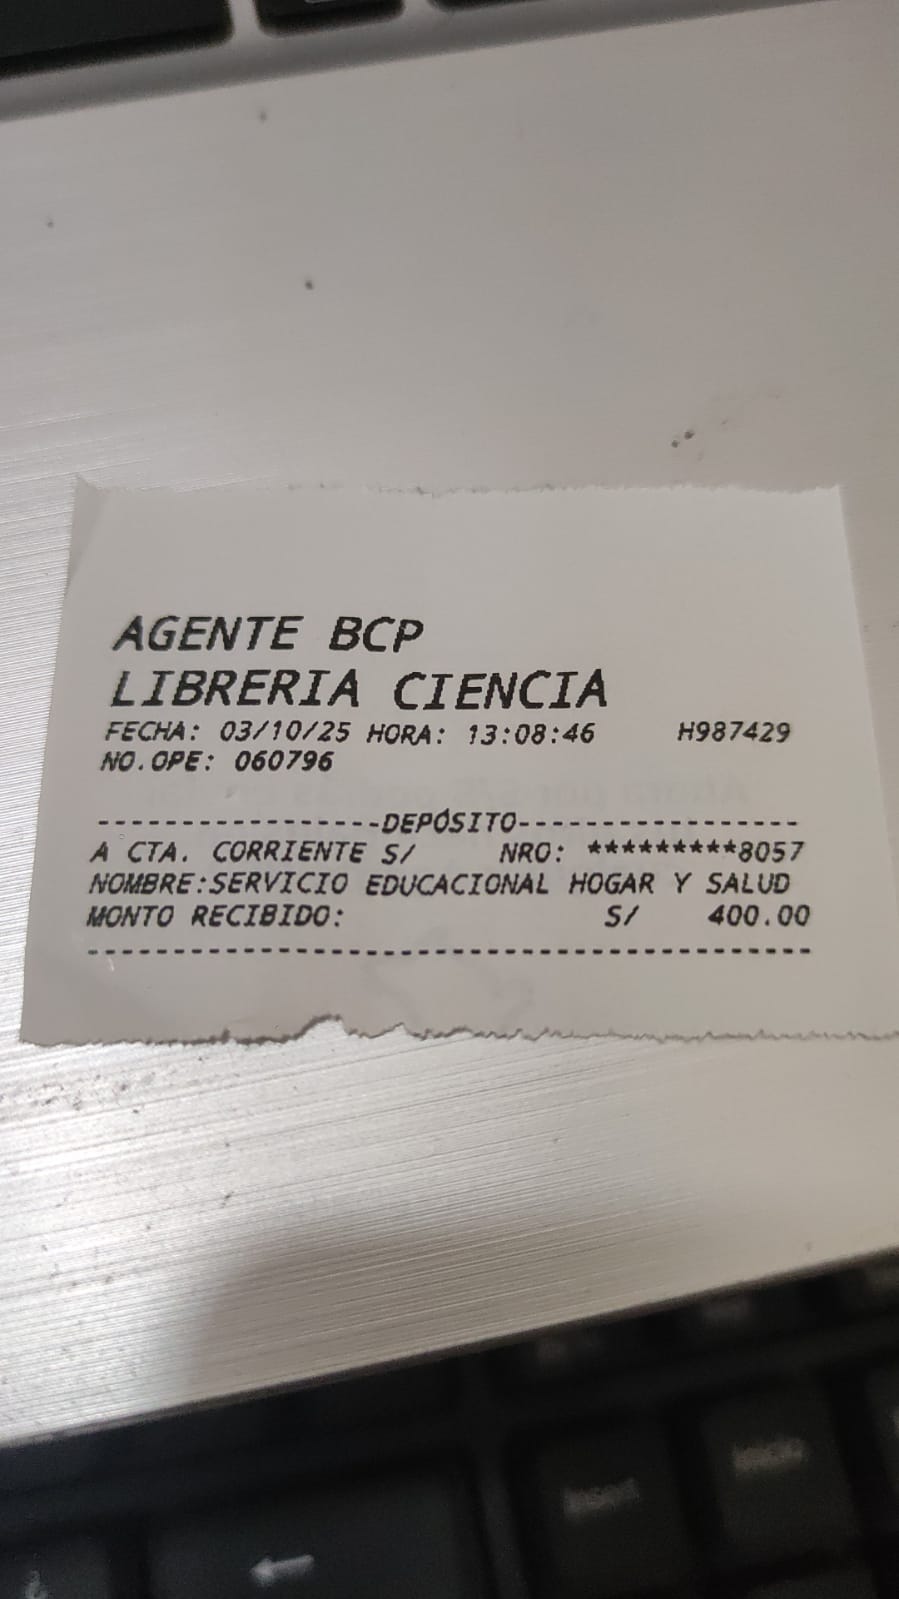 AGENTE BCP
LIBRERIA CIENCIA
FECHA: 03/10/25 HORA: 13:08:46 H987429
NO.OPE: 060796
-----------------DEPÓSITO-----------------
A CTA. CORRIENTE S/ NRO: *********8057
NOMBRE:SERVICIO EDUCACIONAL HOGAR Y SALUD
MONTO RECIBIDO: S/ 400.00
------------------------------------------